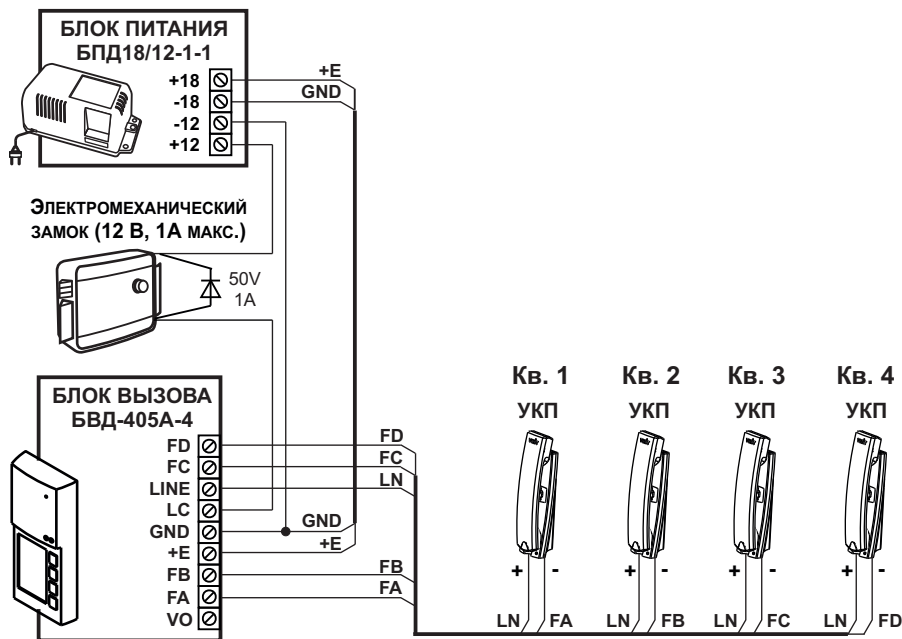 БЛОК ПИТАНИЯ
БПД18/12-1-1
+18
-18
-12
+12
+E
GND
ЭЛЕКТРОМЕХАНИЧЕСКИЙ
ЗАМОК (12 В, 1А МАКС.)
50V
1A
БЛОК ВЫЗОВА
БВД-405А-4
FD
FC
LINE
LC
GND
+E
FB
FA
VO
FD
FC
LN
GND
+E
FB
FA
Кв. 1 Кв. 2 Кв. 3 Кв. 4
УКП УКП УКП УКП
+ - + - + - + -
LN FA LN FB LN FC LN FD